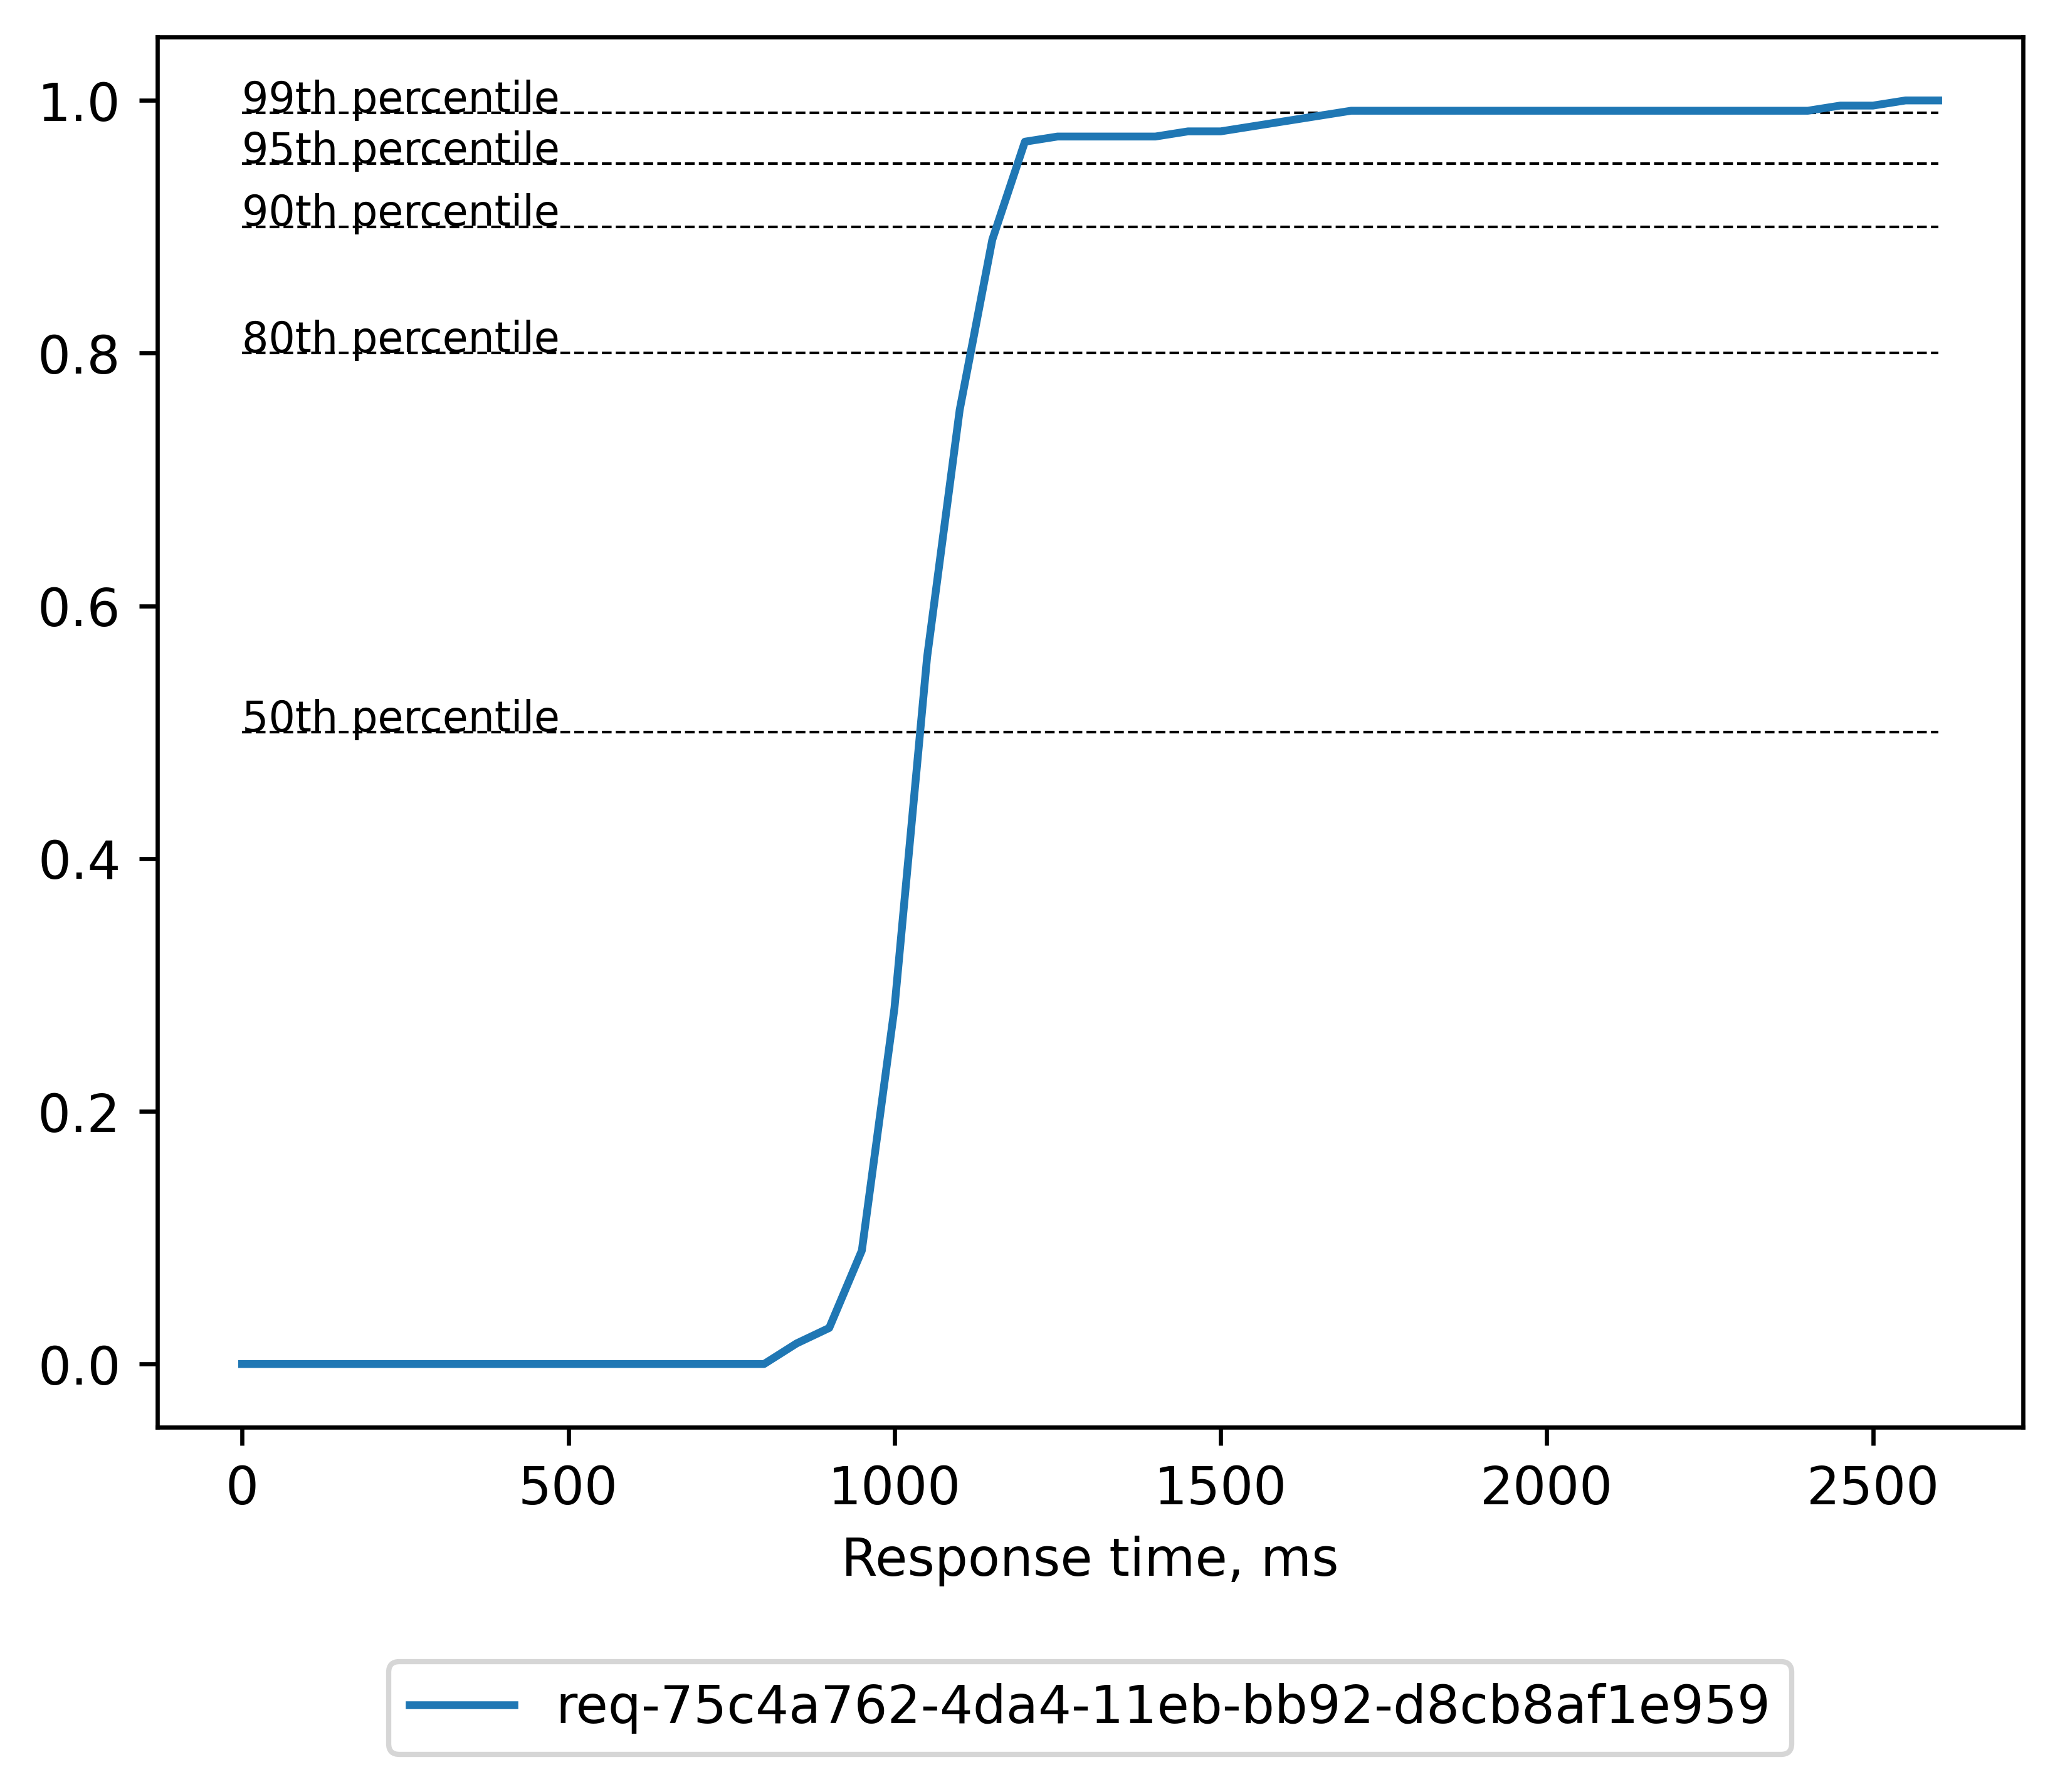 1.0
0.8
0.6
0.4
0.2
0.0
99th percentile
95th percentile
90th percentile
80th percentile
50th percentile
0 500 1000 1500 2000 2500
Response time, ms
req-75c4a762-4da4-11eb-bb92-d8cb8af1e959